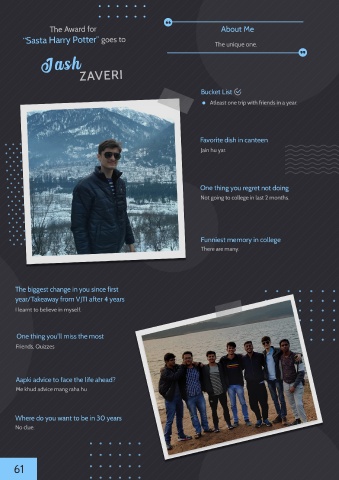 The Award for
"Sasta Harry Potter" goes to
Jash
ZAVERI
About Me
The unique one.
Bucket List
Atleast one trip with friends in a year.
Favorite dish in canteen
Jain hu yar
One thing you regret not doing
Not going to college in last 2 months.
Funniest memory in college
There are many.
The biggest change in you since first
year/Takeaway from VJTI after 4 years
I learnt to believe in myself.
One thing you'll miss the most
Friends, Quizzes
Aapki advice to face the life ahead?
Me khud advice mang raha hu
Where do you want to be in 30 years
No clue
61